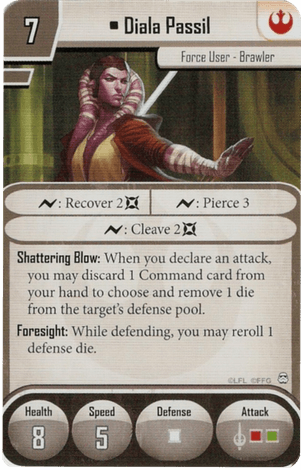 7
■ Diala Passil
Force User - Brawler
: Recover 2
: Pierce 3
: Cleave 2
Shattering Blow: When you declare an attack,
you may discard 1 Command card from
your hand to choose and remove 1 die
from the target's defense pool.
Foresight: While defending, you may reroll 1
defense die.
©LFL ©FFG
Health
Speed
Defense
Attack
8
5